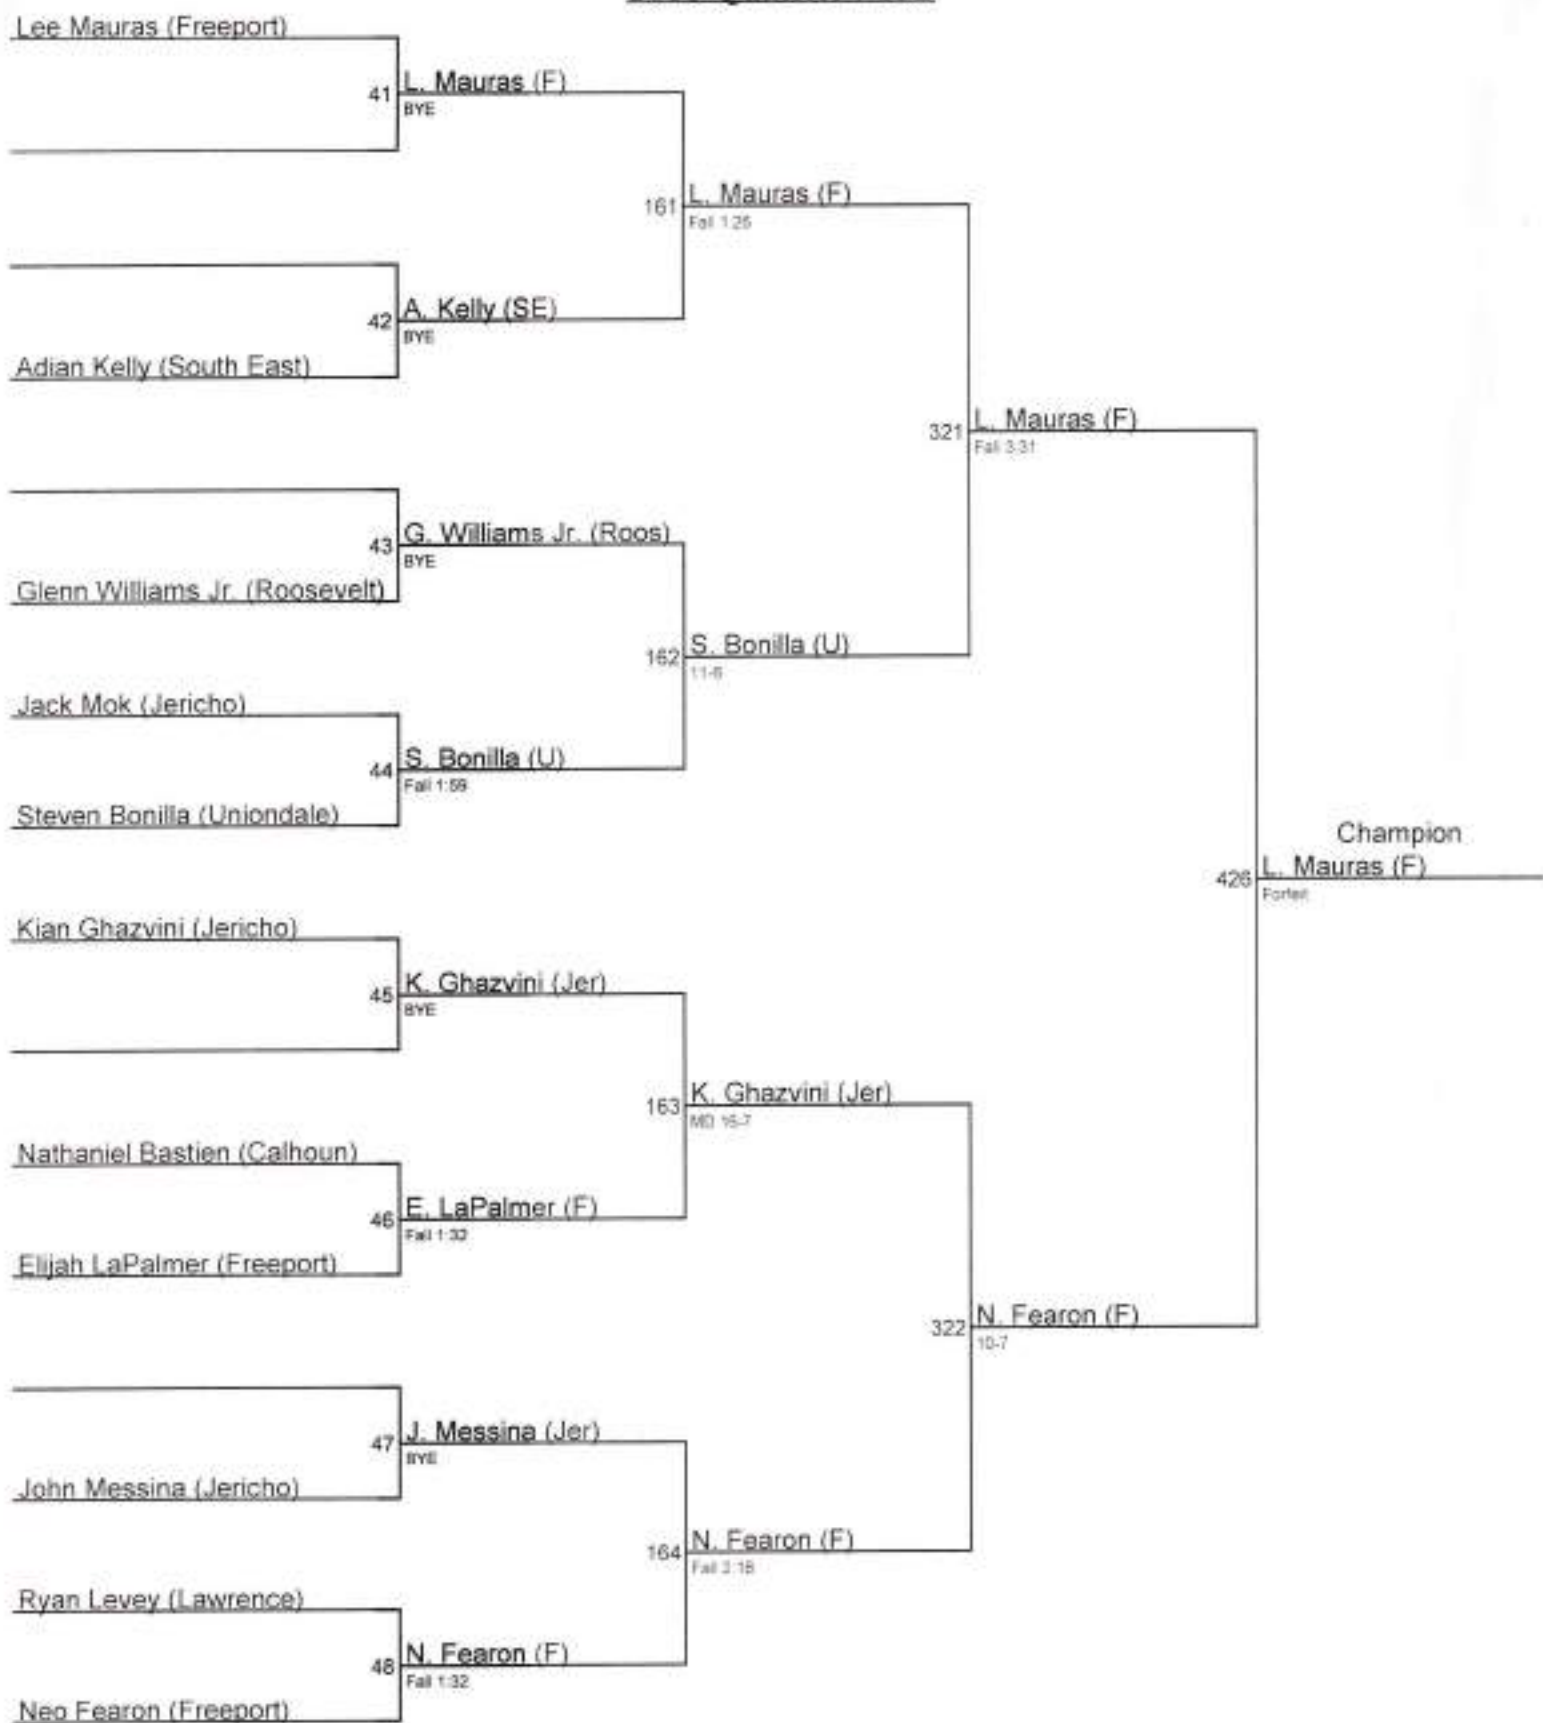 Lee Mauras (Freeport)
41 L. Mauras (F)
BYE
161 L. Mauras (F)
Fall 1:25
42 A. Kelly (SE)
BYE
Adian Kelly (South East)
321 L. Mauras (F)
Fall 3:31
43 G. Williams Jr. (Roos)
BYE
Glenn Williams Jr. (Roosevelt)
162 S. Bonilla (U)
Jack Mok (Jericho)
44 S. Bonilla (U)
Fall 1:59
Steven Bonilla (Uniondale)
Champion
426 L. Mauras (F)
Forfeit
Kian Ghazvini (Jericho)
45 K. Ghazvini (Jer)
BYE
163 K. Ghazvini (Jer)
MD
Nathaniel Bastien (Calhoun)
46 E. LaPalmer (F)
Fall 1:32
Elijah LaPalmer (Freeport)
322 N. Fearon (F)
10-7
47 J. Messina (Jer)
BYE
John Messina (Jericho)
164 N. Fearon (F)
Fall
Ryan Levey (Lawrence)
48 N. Fearon (F)
Fall 1:32
Neo Fearon (Freeport)